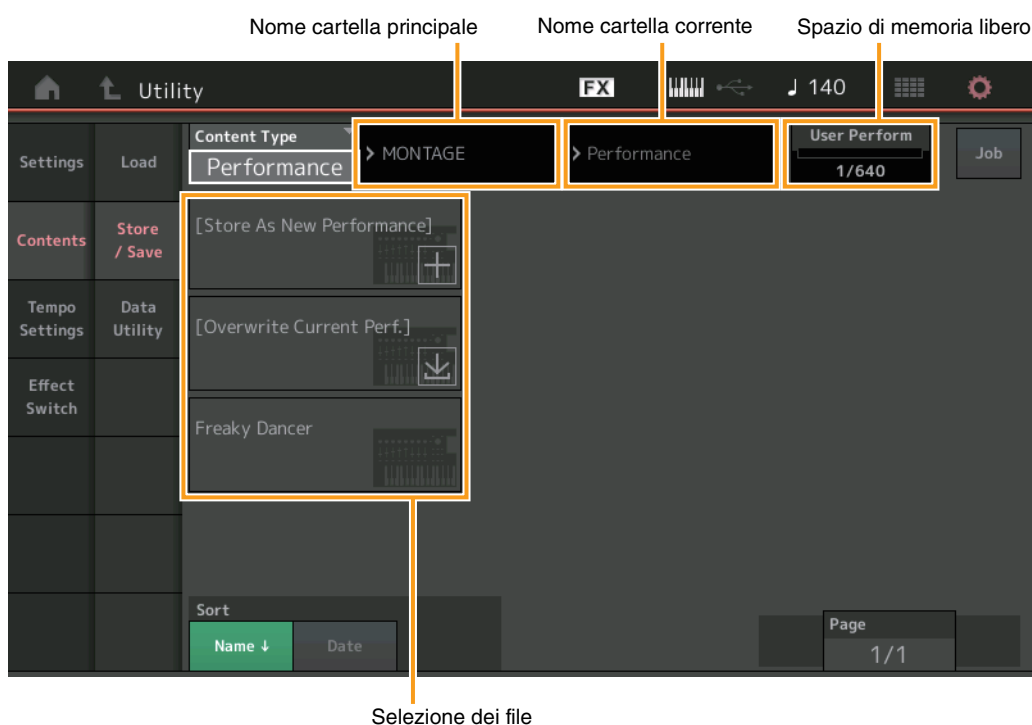 Nome cartella principale
Nome cartella corrente
Spazio di memoria libero
Utility
FX
♩ 140
Settings
Load
Content Type
Performance
> MONTAGE
> Performance
User Perform
1/640
Job
Contents
Store
/ Save
[Store As New Performance]
Tempo
Settings
Data
Utility
[Overwrite Current Perf.]
Effect
Switch
Freaky Dancer
Sort
Name ↓
Date
Page
1/1
Selezione dei file